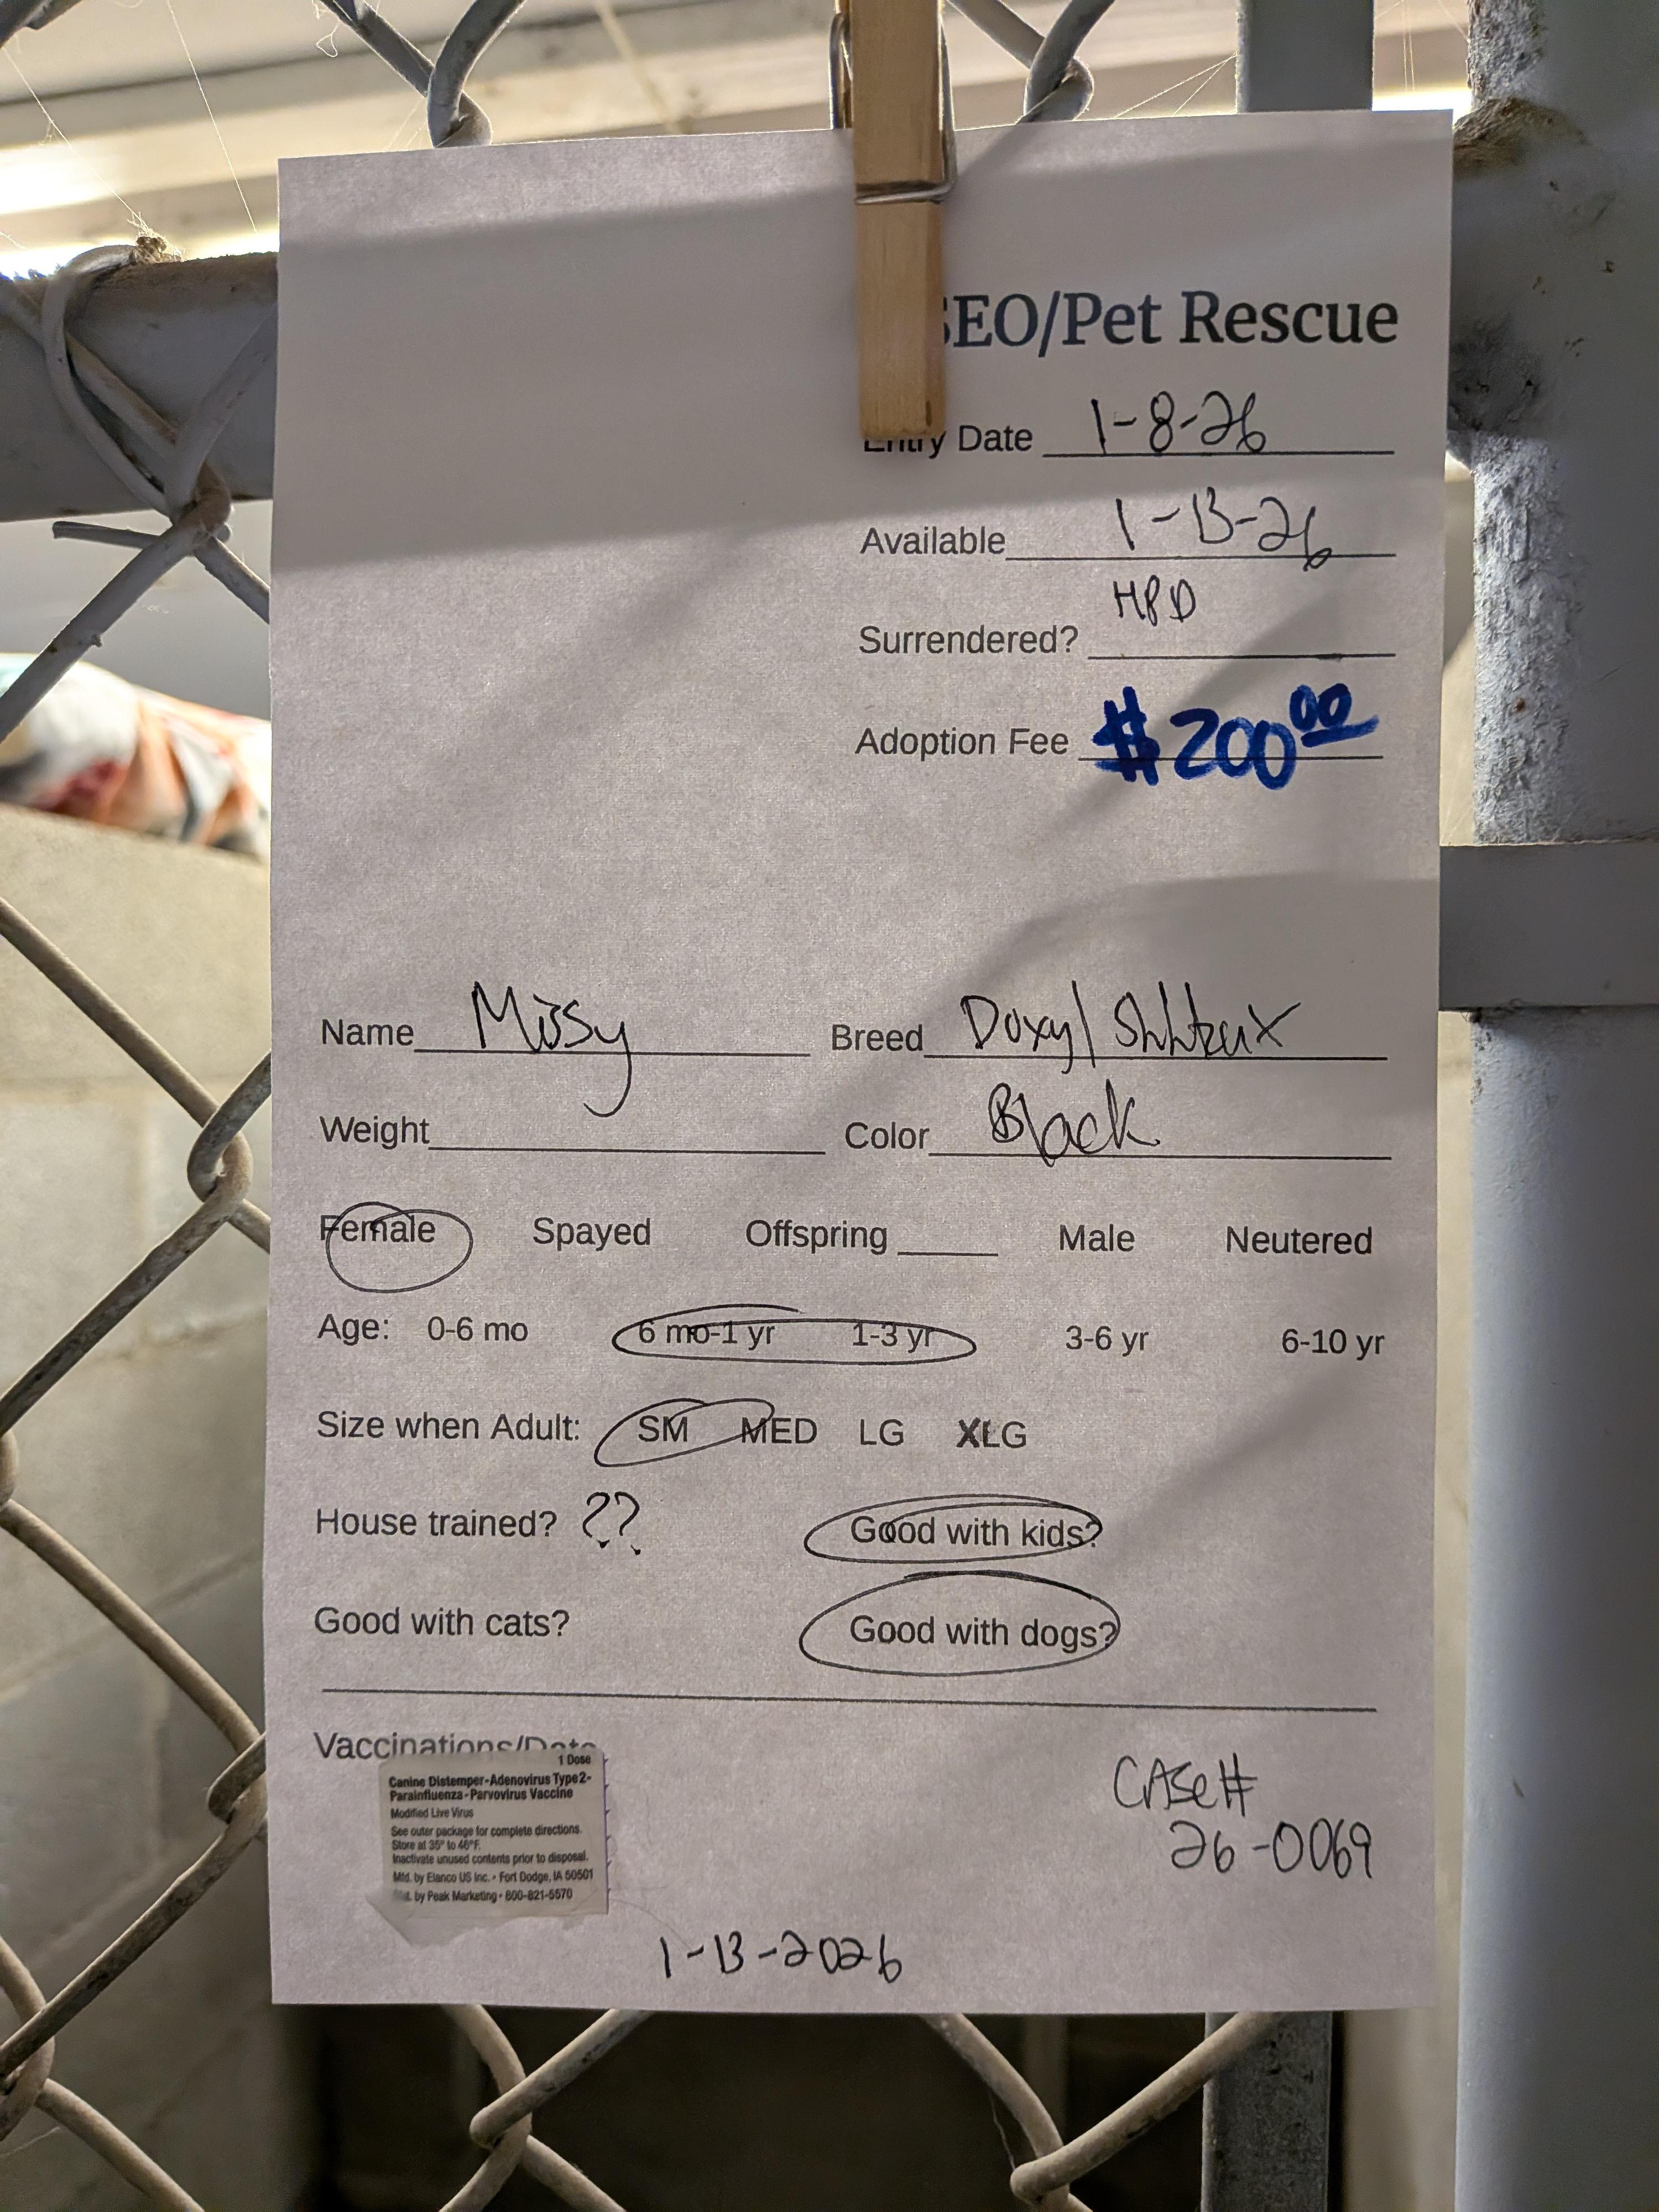 SEO/Pet Rescue
Entry Date 1-8-26
Available 1-13-26
HPD
Surrendered?
Adoption Fee $200 00
Name Missy Breed Doxy/Shihtzu X
Weight Color Black
Female Spayed Offspring Male Neutered
Age: 0-6 mo 6 mo-1 yr 1-3 yr 3-6 yr 6-10 yr
Size when Adult: SM MED LG XLG
House trained? ?? Good with kids?
Good with cats? Good with dogs?
Vaccinations/Date
1 Dose
Canine Distemper-Adenovirus Type 2-
Parainfluenza-Parvovirus Vaccine
Modified Live Virus
See outer package for complete directions.
Store at 35° to 46°F.
Inactivate unused contents prior to disposal.
Mfd. by Elanco US Inc. • Fort Dodge, IA 50501
by Peak Marketing • 800-821-5570
CASE#
26-0069
1-13-2026